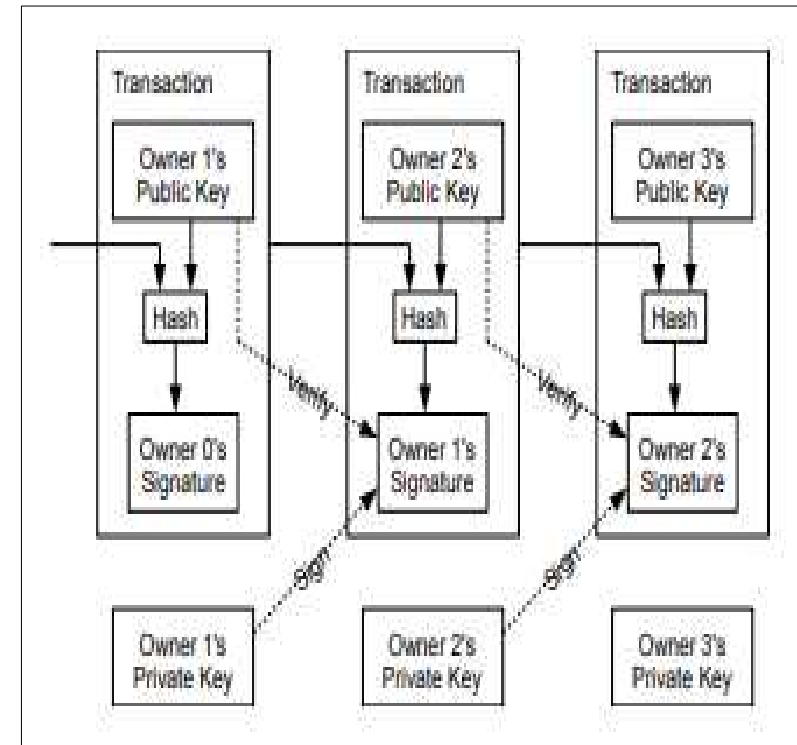 Transaction
Transaction
Transaction
Owner 1's
Public Key
Owner 2's
Public Key
Owner 3's
Public Key
Hash
Hash
Hash
Verify
Verify
Owner 0's
Signature
Owner 1's
Signature
Owner 2's
Signature
Sign
Sign
Owner 1's
Private Key
Owner 2's
Private Key
Owner 3's
Private Key